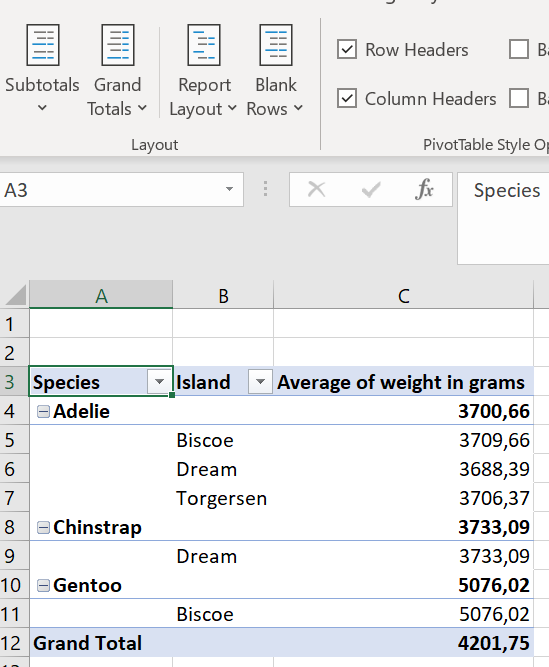 Subtotals
Grand Totals
Report Layout
Blank Rows
Layout
Row Headers
Column Headers
Ba
Ba
PivotTable Style Op
A3
fx
Species
A B C
1
2
3 Species Island Average of weight in grams
4 Adelie 3700,66
5 Biscoe 3709,66
6 Dream 3688,39
7 Torgersen 3706,37
8 Chinstrap 3733,09
9 Dream 3733,09
10 Gentoo 5076,02
11 Biscoe 5076,02
12 Grand Total 4201,75